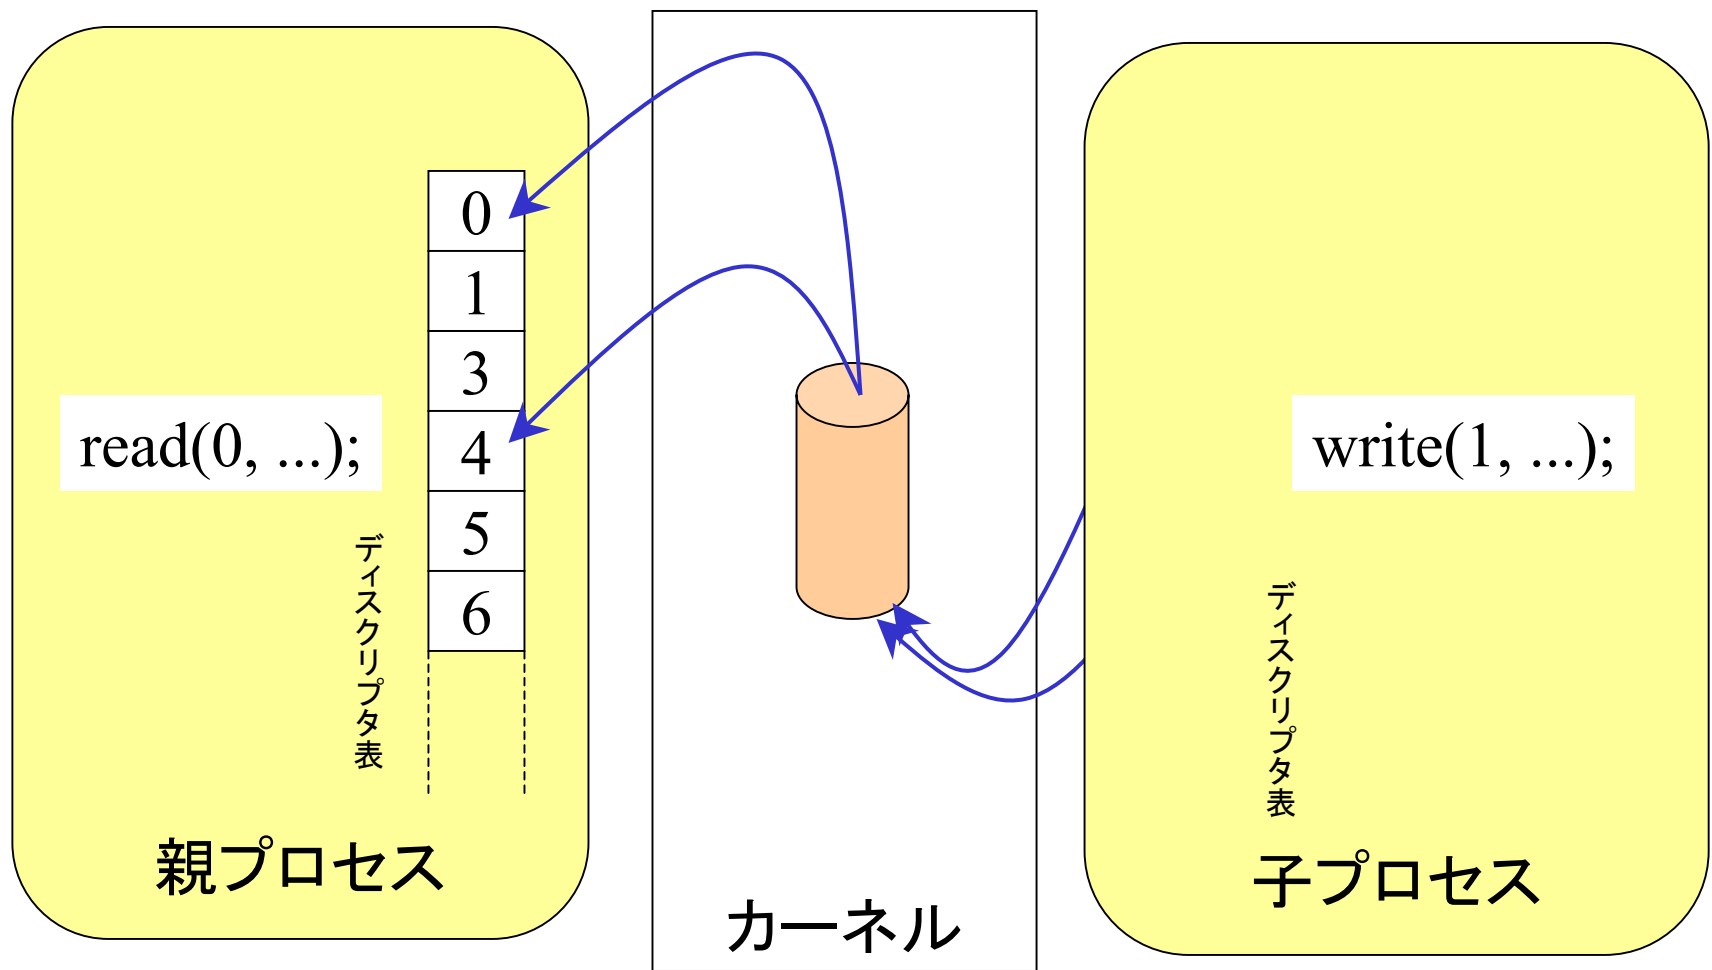 0
1
3
4
5
6
read(0, ...);
ディスクリプタ表
親プロセス
カーネル
write(1, ...);
ディスクリプタ表
子プロセス